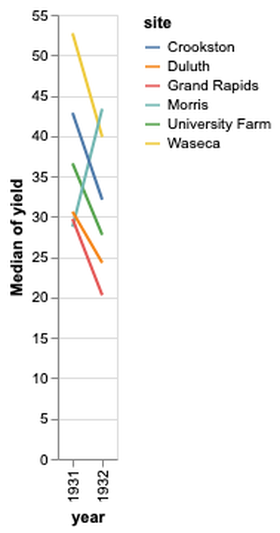 55
50
45
40
35
30
25
20
15
10
5
0
Median of yield
1931
1932
year
site
Crookston
Duluth
Grand Rapids
Morris
University Farm
Waseca